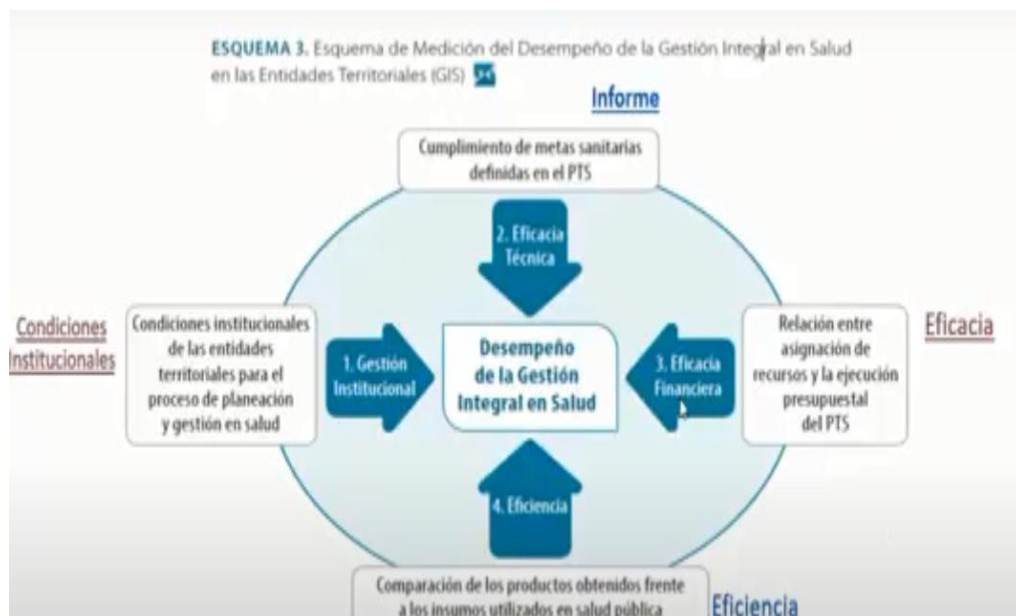 ESQUEMA 3. Esquema de Medición del Desempeño de la Gestión Integral en Salud
en las Entidades Territoriales (GIS)
Informe
Cumplimiento de metas sanitarias
definidas en el PTS
2. Eficacia
Técnica
Condiciones
Institucionales
Condiciones institucionales
de las entidades
territoriales para el
proceso de planeación
y gestión en salud
1. Gestión
Institucional
Desempeño
de la Gestión
Integral en Salud
3. Eficacia
Financiera
Relación entre
asignación de
recursos y la ejecución
presupuestal
del PTS
Eficacia
4. Eficiencia
Comparación de los productos obtenidos frente
a los insumos utilizados en salud pública
Eficiencia